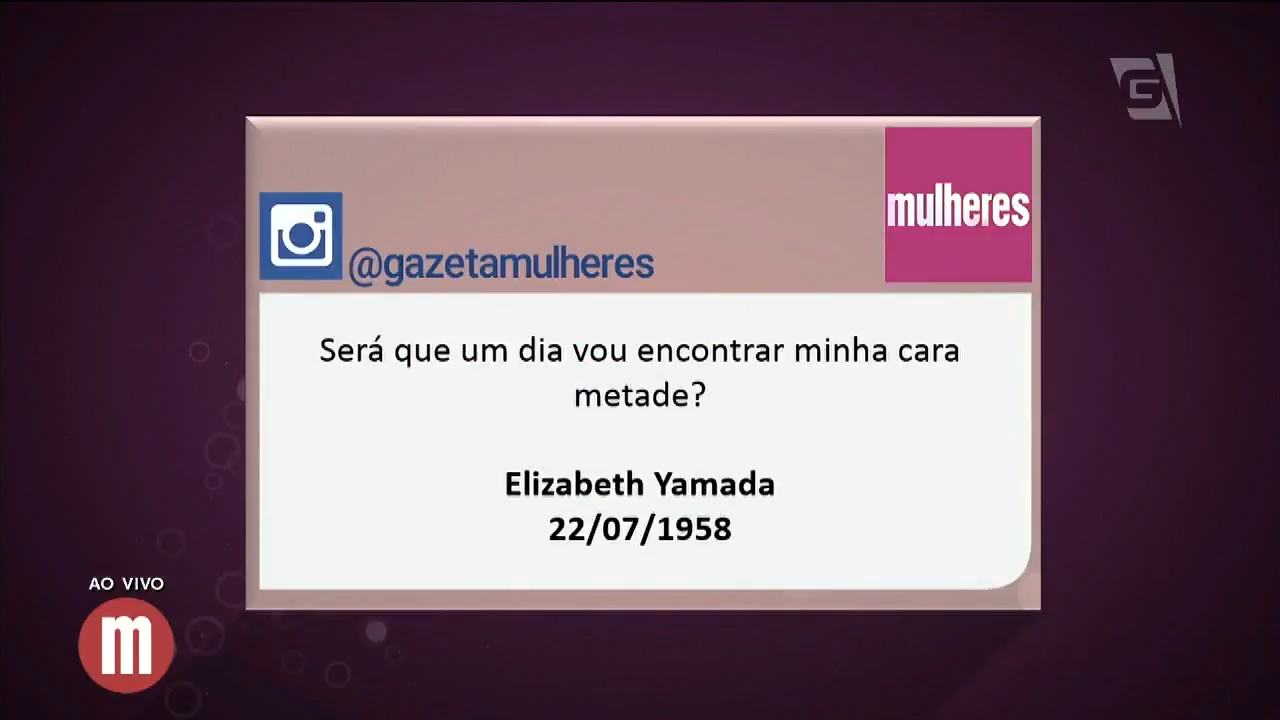 mulheres
@gazetamulheres
Será que um dia vou encontrar minha cara
metade?
Elizabeth Yamada
22/07/1958
AO VIVO
m
G